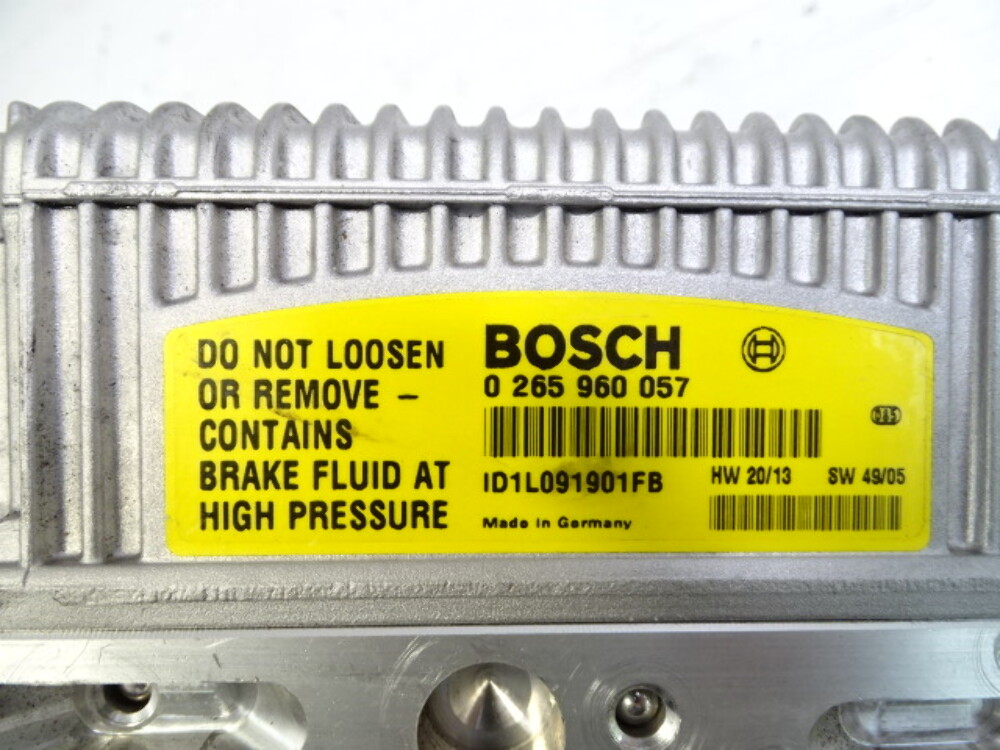 DO NOT LOOSEN
OR REMOVE –
CONTAINS
BRAKE FLUID AT
HIGH PRESSURE
BOSCH
0 265 960 057
ID1L091901FB
Made in Germany
HW 20/13 SW 49/05